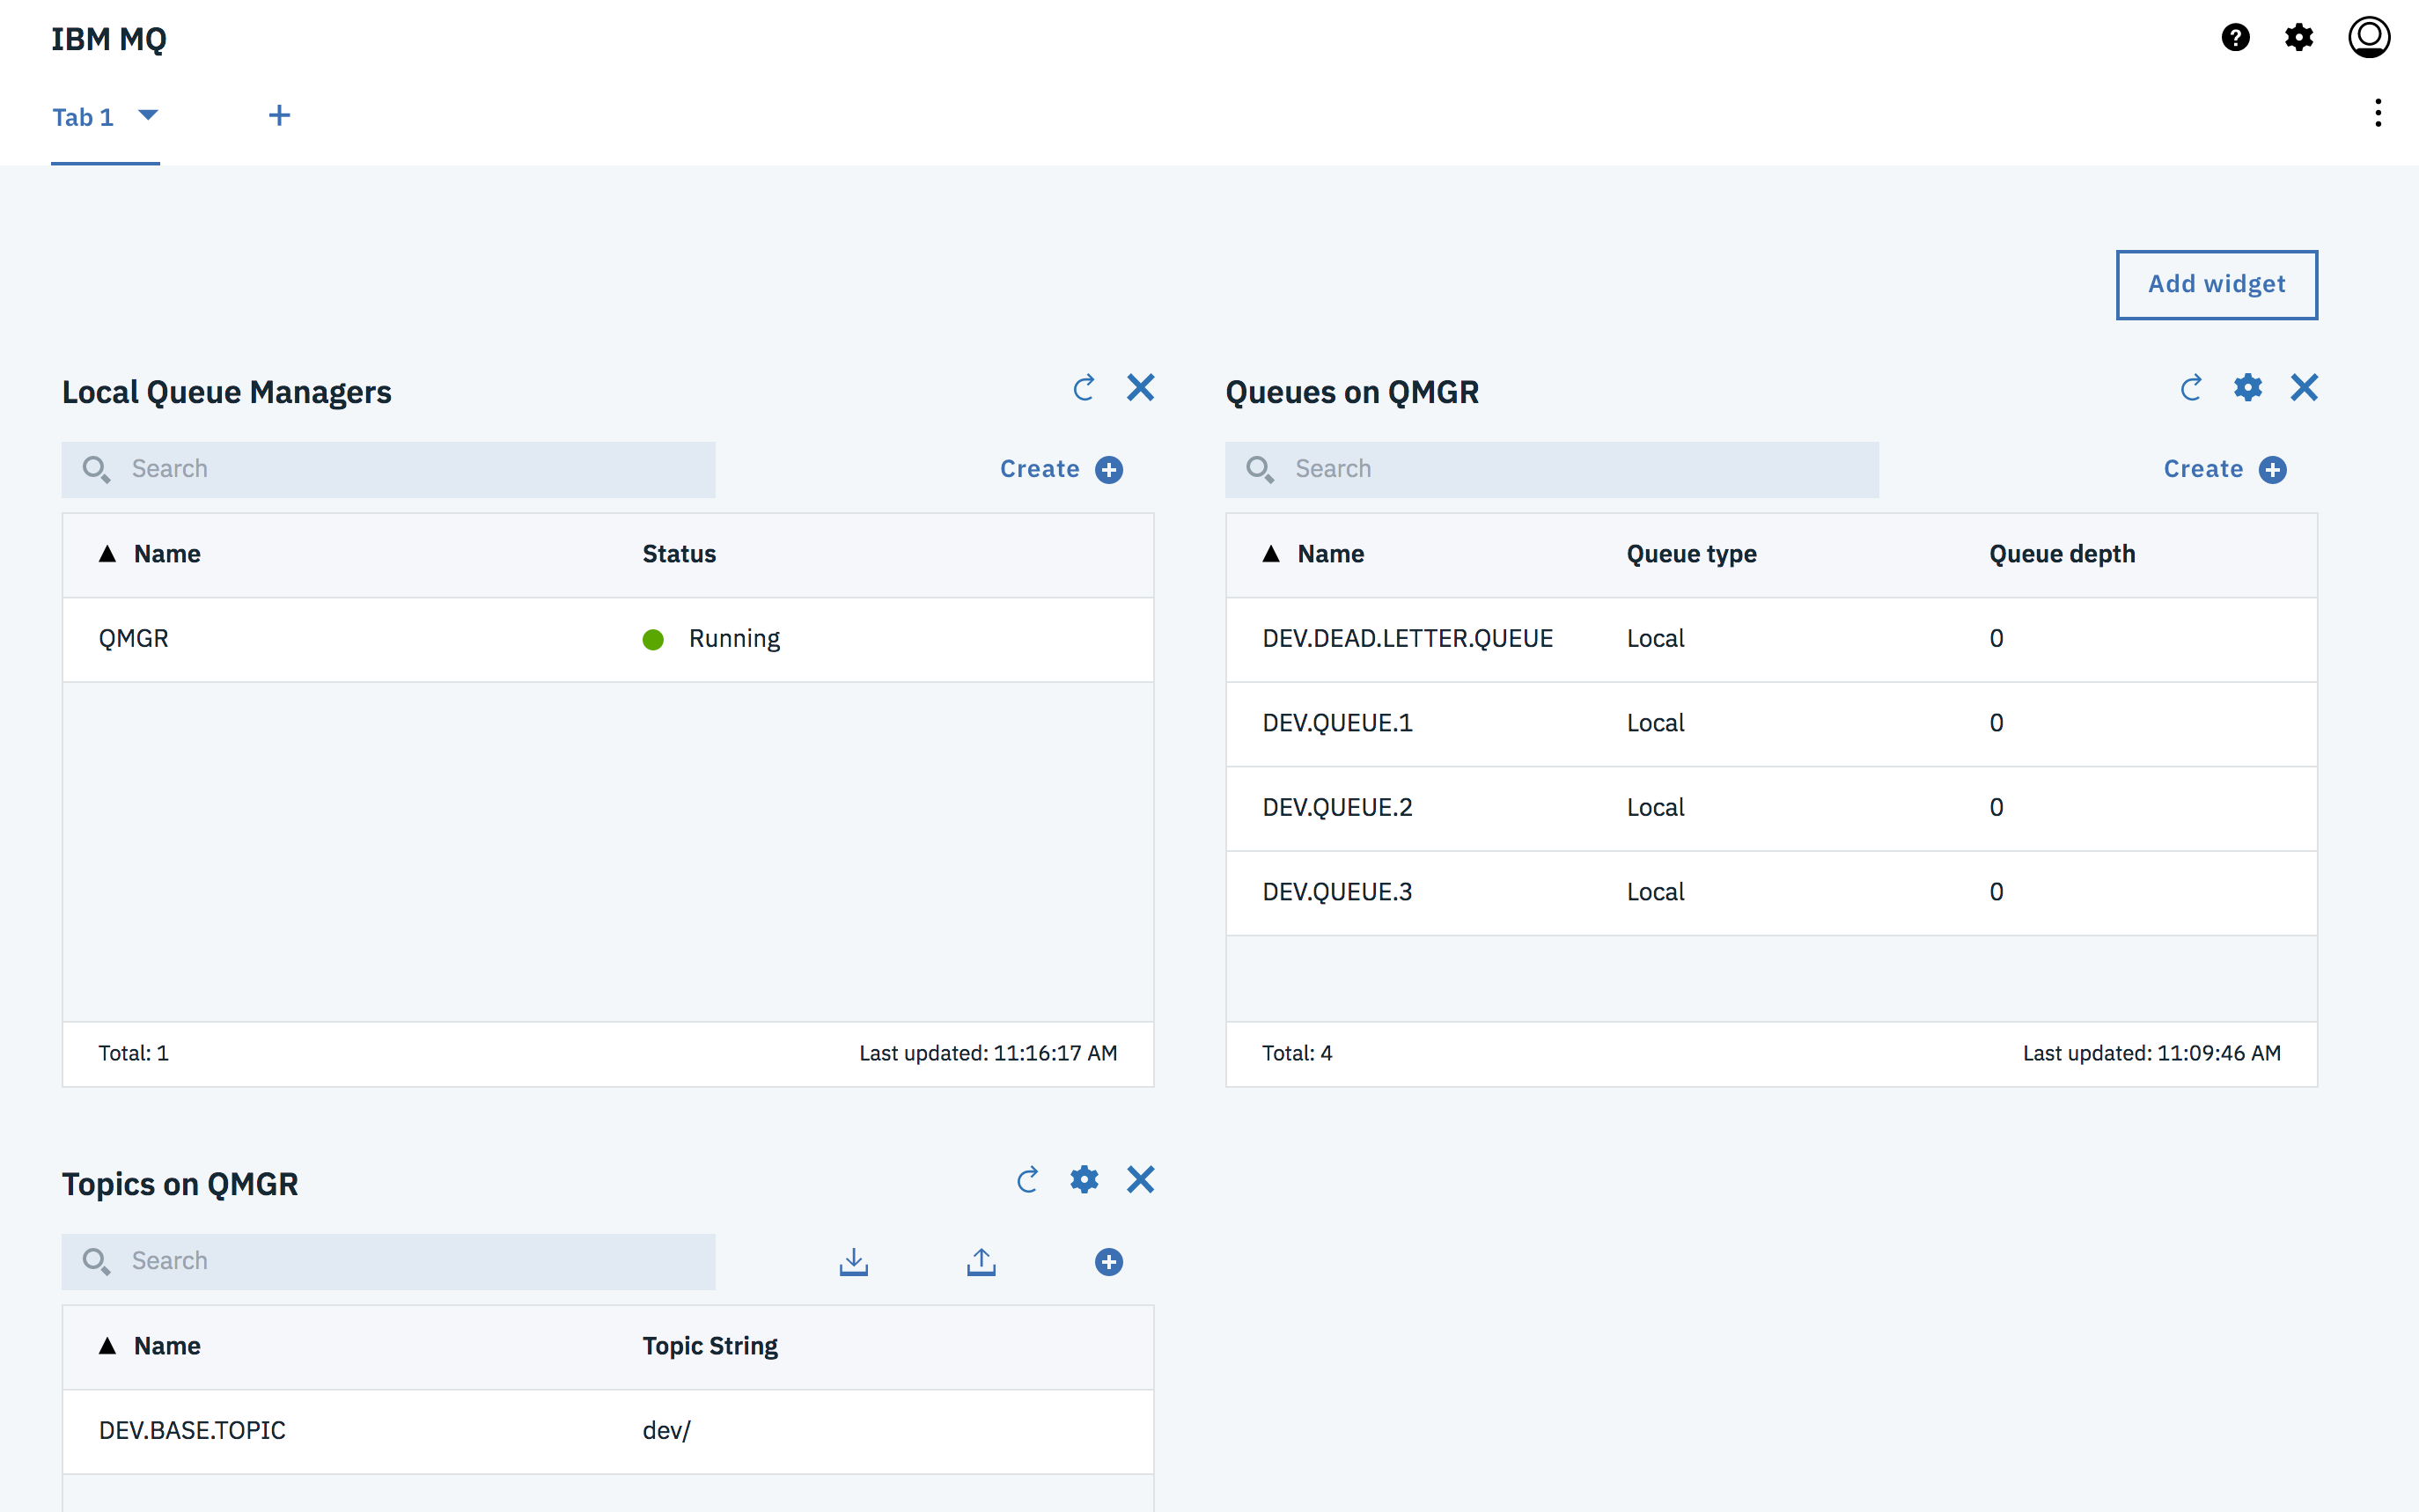 IBM MQ
Tab 1
Add widget
Local Queue Managers
Search
Create
Name Status
QMGR Running
Total: 1 Last updated: 11:16:17 AM
Queues on QMGR
Search
Create
Name Queue type Queue depth
DEV.DEAD.LETTER.QUEUE Local 0
DEV.QUEUE.1 Local 0
DEV.QUEUE.2 Local 0
DEV.QUEUE.3 Local 0
Total: 4 Last updated: 11:09:46 AM
Topics on QMGR
Search
Name Topic String
DEV.BASE.TOPIC dev/